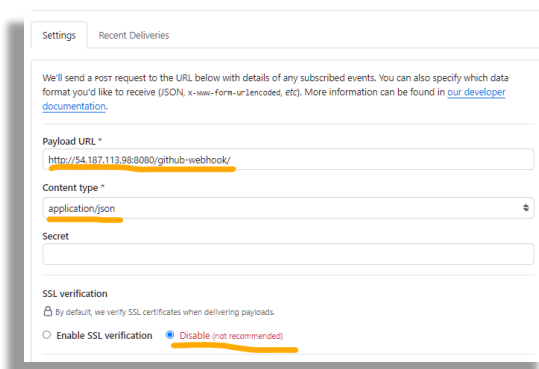 Settings Recent Deliveries
We'll send a POST request to the URL below with details of any subscribed events. You can also specify which data
format you'd like to receive (JSON, x-www-form-urlencoded, etc). More information can be found in our developer
documentation.
Payload URL *
http://54.187.113.98:8080/github-webhook/
Content type *
application/json
Secret
SSL verification
By default, we verify SSL certificates when delivering payloads.
Enable SSL verification Disable (not recommended)